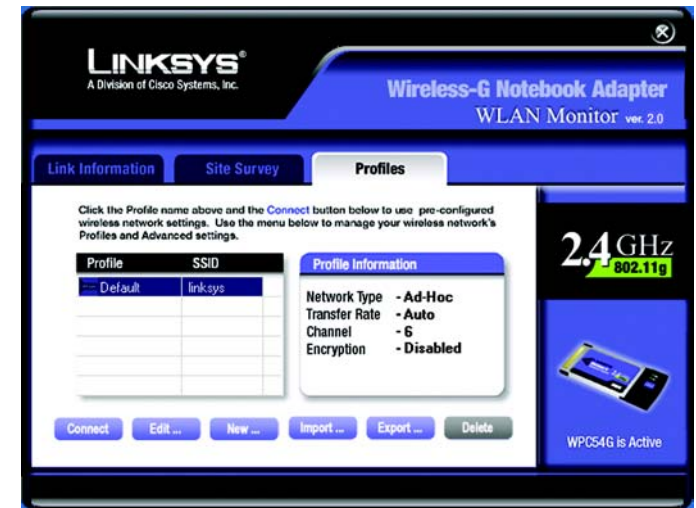 LINKSYS®
A Division of Cisco Systems, Inc.
Wireless-G Notebook Adapter
WLAN Monitor ver. 2.0
Link Information Site Survey Profiles
Click the Profile name above and the Connect button below to use pre-configured
wireless network settings. Use the menu below to manage your wireless network's
Profiles and Advanced settings.
Profile SSID
Default linksys
Profile Information
Network Type - Ad-Hoc
Transfer Rate - Auto
Channel - 6
Encryption - Disabled
2.4 GHz
802.11g
Connect Edit ... New ... Import ... Export ... Delete
WPC54G is Active